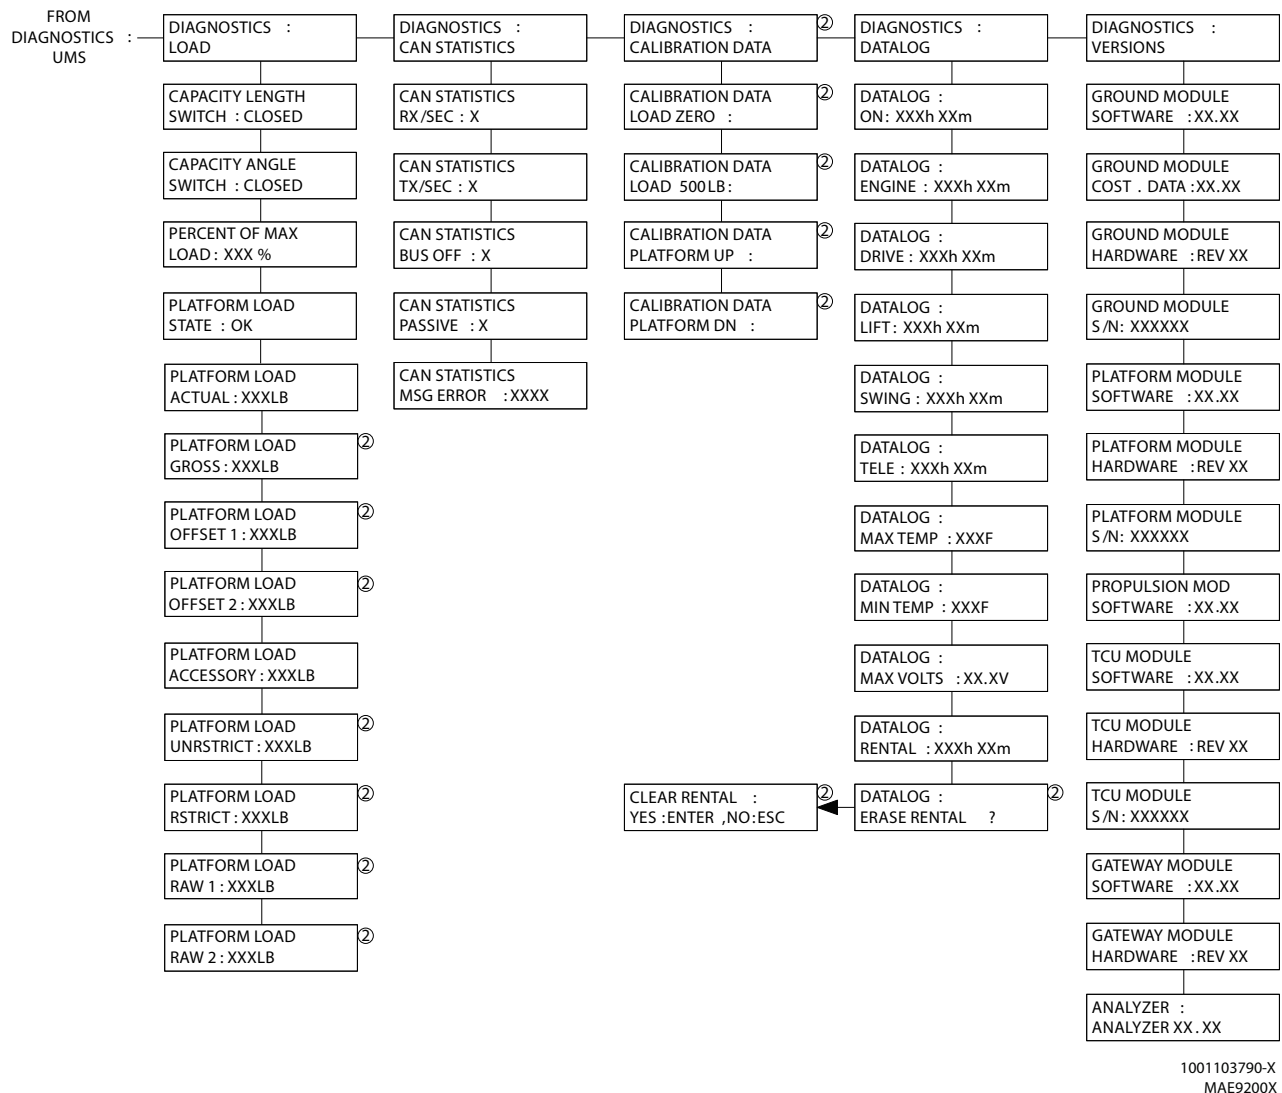 FROM
DIAGNOSTICS :
UMS
DIAGNOSTICS :
LOAD
CAPACITY LENGTH
SWITCH : CLOSED
CAPACITY ANGLE
SWITCH : CLOSED
PERCENT OF MAX
LOAD : XXX %
PLATFORM LOAD
STATE : OK
PLATFORM LOAD
ACTUAL : XXXLB
PLATFORM LOAD
GROSS : XXXLB
②
PLATFORM LOAD
OFFSET 1 : XXXLB
②
PLATFORM LOAD
OFFSET 2 : XXXLB
②
PLATFORM LOAD
ACCESSORY : XXXLB
PLATFORM LOAD
UNRSTRICT : XXXLB
②
PLATFORM LOAD
RSTRICT : XXXLB
②
PLATFORM LOAD
RAW 1 : XXXLB
②
PLATFORM LOAD
RAW 2 : XXXLB
②
DIAGNOSTICS :
CAN STATISTICS
CAN STATISTICS
RX/SEC : X
CAN STATISTICS
TX/SEC : X
CAN STATISTICS
BUS OFF : X
CAN STATISTICS
PASSIVE : X
CAN STATISTICS
MSG ERROR : XXXX
DIAGNOSTICS :
CALIBRATION DATA
②
CALIBRATION DATA
LOAD ZERO :
②
CALIBRATION DATA
LOAD 500 LB :
②
CALIBRATION DATA
PLATFORM UP :
②
CALIBRATION DATA
PLATFORM DN :
②
CLEAR RENTAL :
YES : ENTER , NO : ESC
②
DIAGNOSTICS :
DATALOG
DATALOG :
ON : XXXh XXm
DATALOG :
ENGINE : XXXh XXm
DATALOG :
DRIVE : XXXh XXm
DATALOG :
LIFT : XXXh XXm
DATALOG :
SWING : XXXh XXm
DATALOG :
TELE : XXXh XXm
DATALOG :
MAX TEMP : XXXF
DATALOG :
MIN TEMP : XXXF
DATALOG :
MAX VOLTS : XX.XV
DATALOG :
RENTAL : XXXh XXm
DATALOG :
ERASE RENTAL ?
②
DIAGNOSTICS :
VERSIONS
GROUND MODULE
SOFTWARE : XX.XX
GROUND MODULE
COST . DATA : XX.XX
GROUND MODULE
HARDWARE : REV XX
GROUND MODULE
S/N: XXXXXX
PLATFORM MODULE
SOFTWARE : XX.XX
PLATFORM MODULE
HARDWARE : REV XX
PLATFORM MODULE
S/N: XXXXXX
PROPULSION MOD
SOFTWARE : XX.XX
TCU MODULE
SOFTWARE : XX.XX
TCU MODULE
HARDWARE : REV XX
TCU MODULE
S/N: XXXXXX
GATEWAY MODULE
SOFTWARE : XX.XX
GATEWAY MODULE
HARDWARE : REV XX
ANALYZER :
ANALYZER XX . XX
1001103790-X
MAE9200X